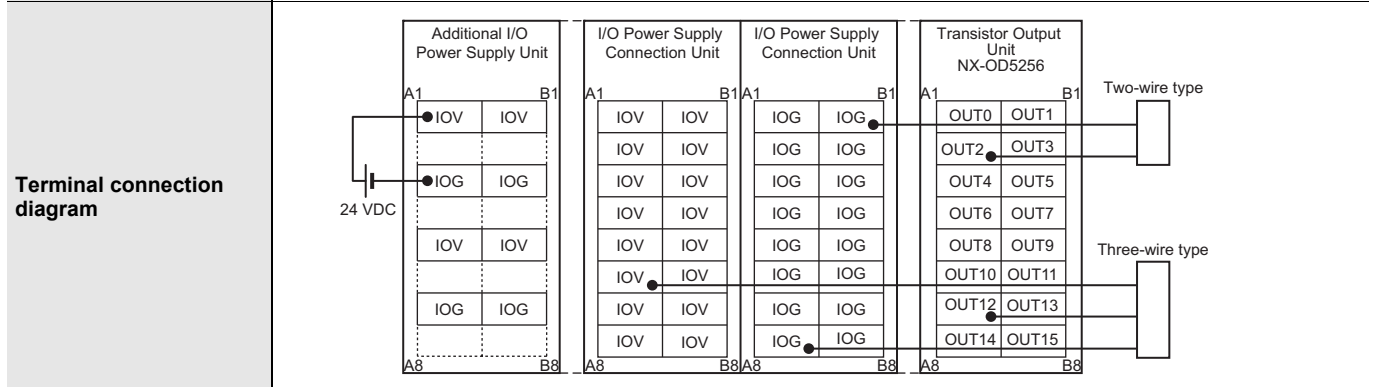 Terminal connection
diagram
Additional I/O
Power Supply Unit
I/O Power Supply
Connection Unit
I/O Power Supply
Connection Unit
Transistor Output
Unit
NX-OD5256
A1 B1 A1 B1 A1 B1 A1 B1
Two-wire type
IOV IOV IOV IOV IOG IOG OUT0 OUT1
IOV IOV IOG IOG OUT2 OUT3
IOG IOG IOV IOV IOG IOG OUT4 OUT5
24 VDC
IOV IOV IOG IOG OUT6 OUT7
IOV IOV IOV IOV IOG IOG OUT8 OUT9
Three-wire type
IOV IOV IOG IOG OUT10 OUT11
IOG IOG IOV IOV IOG IOG OUT12 OUT13
IOV IOV IOG IOG OUT14 OUT15
A8 B8 A8 B8 A8 B8 A8 B8